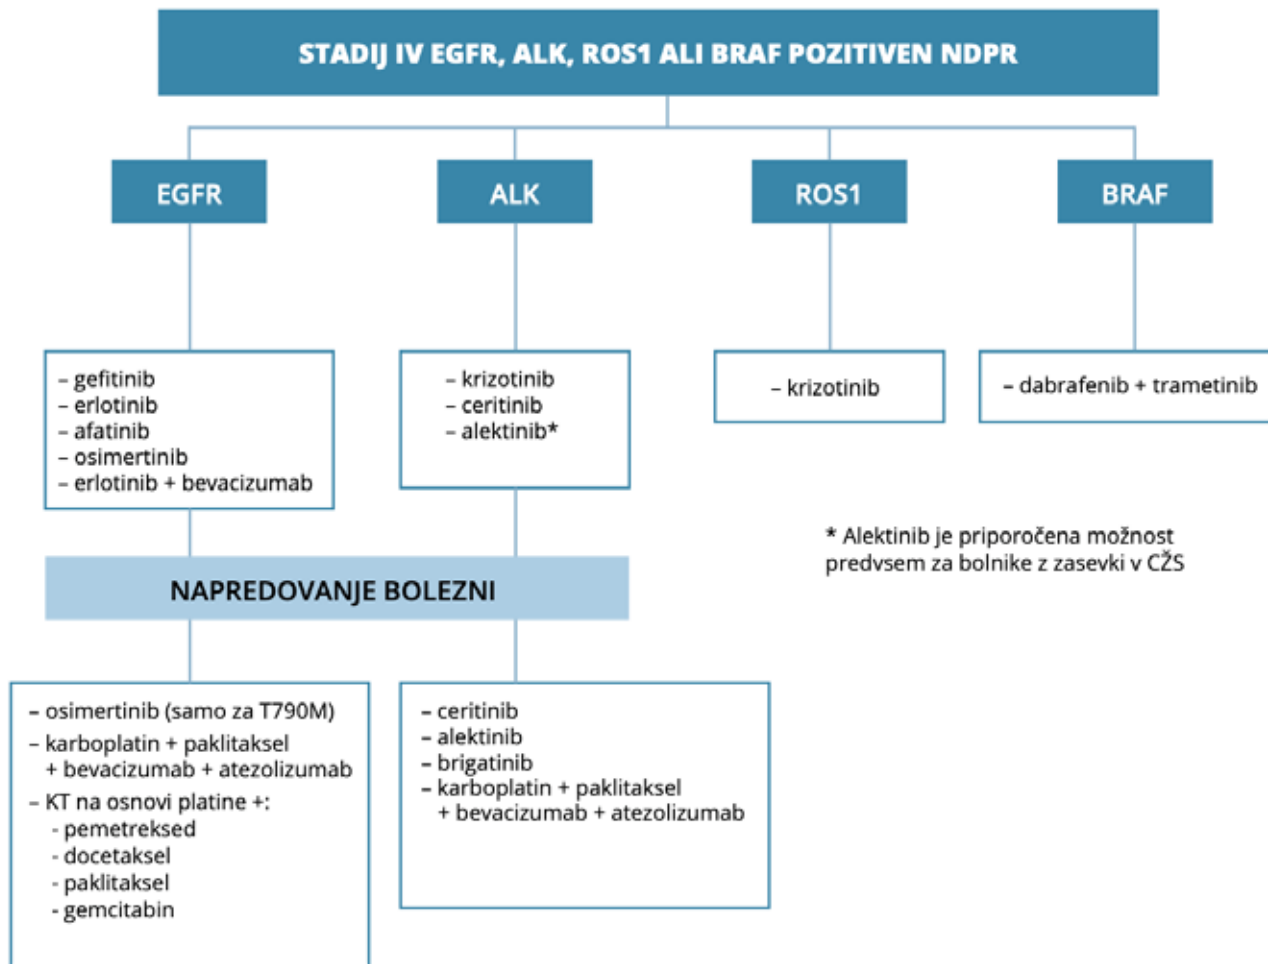 STADIJ IV EGFR, ALK, ROS1 ALI BRAF POZITIVEN NDPR
EGFR
ALK
ROS1
BRAF
– gefitinib
– erlotinib
– afatinib
– osimertinib
– erlotinib + bevacizumab
– krizotinib
– ceritinib
– alektinib*
– krizotinib
– dabrafenib + trametinib
* Alektinib je priporočena možnost
predvsem za bolnike z zasevki v CŽS
NAPREDOVANJE BOLEZNI
– osimertinib (samo za T790M)
– karboplatin + paklitaksel
+ bevacizumab + atezolizumab
– KT na osnovi platine +:
- pemetreksed
- docetaksel
- paklitaksel
- gemcitabin
– ceritinib
– alektinib
– brigatinib
– karboplatin + paklitaksel
+ bevacizumab + atezolizumab